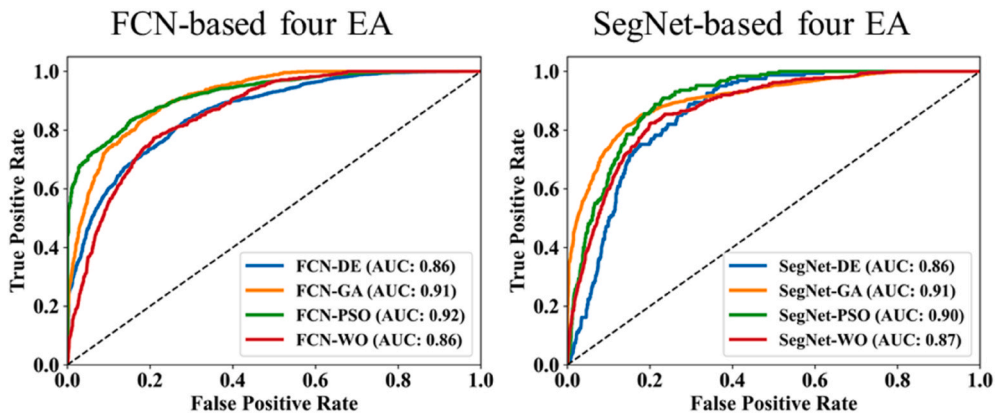 FCN-based four EA
1.0
0.8
0.6
0.4
0.2
0.0
True Positive Rate
FCN-DE (AUC: 0.86)
FCN-GA (AUC: 0.91)
FCN-PSO (AUC: 0.92)
FCN-WO (AUC: 0.86)
0.0 0.2 0.4 0.6 0.8 1.0
False Positive Rate
SegNet-based four EA
1.0
0.8
0.6
0.4
0.2
0.0
True Positive Rate
SegNet-DE (AUC: 0.86)
SegNet-GA (AUC: 0.91)
SegNet-PSO (AUC: 0.90)
SegNet-WO (AUC: 0.87)
0.0 0.2 0.4 0.6 0.8 1.0
False Positive Rate